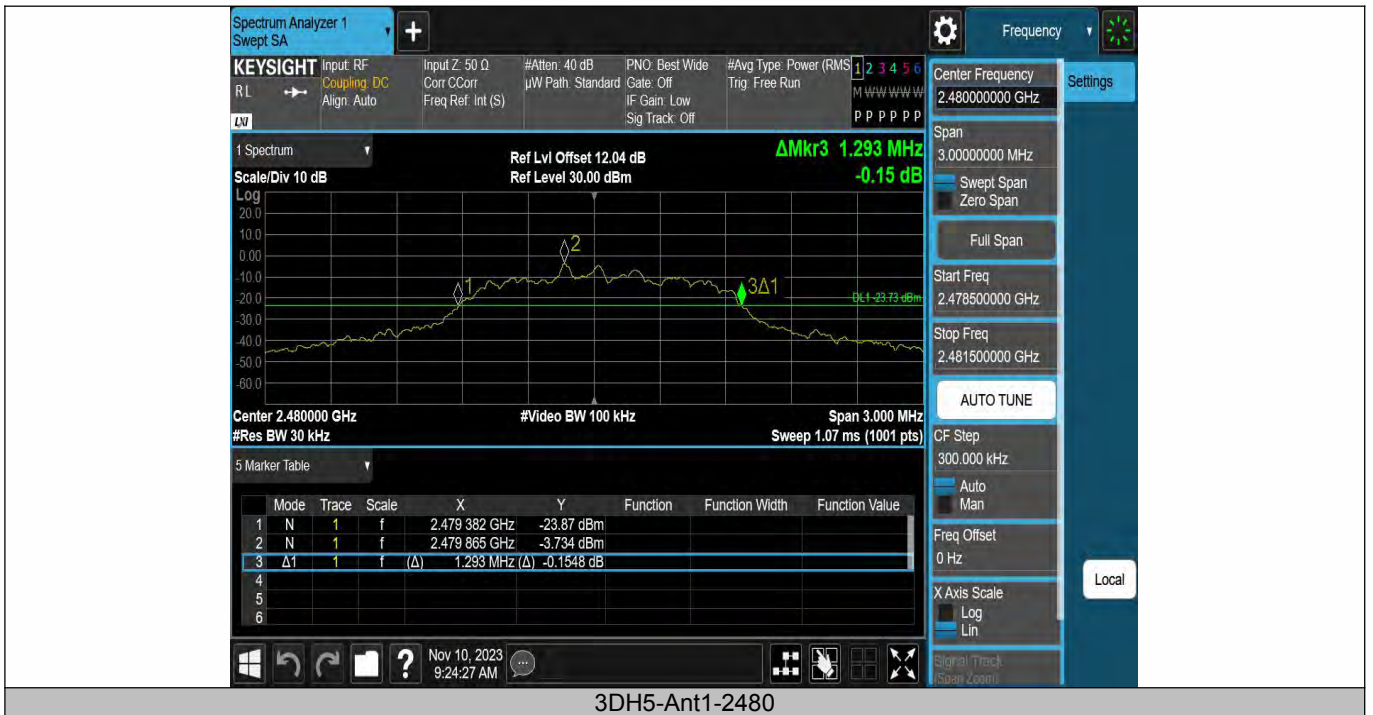 Spectrum Analyzer 1
Swept SA
+
Frequency
KEYSIGHT
RL
LXI
Input: RF
Coupling: DC
Align: Auto
Input Z: 50 Ω
Corr CCorr
Freq Ref: Int (S)
#Atten: 40 dB
µW Path: Standard
PNO: Best Wide
Gate: Off
IF Gain: Low
Sig Track: Off
#Avg Type: Power (RMS
Trig: Free Run
1 2 3 4 5 6
M W W W W W
P P P P P P
Center Frequency
2.480000000 GHz
Settings
Span
3.00000000 MHz
Swept Span
Zero Span
Full Span
Start Freq
2.478500000 GHz
Stop Freq
2.481500000 GHz
AUTO TUNE
CF Step
300.000 kHz
Auto
Man
Freq Offset
0 Hz
X Axis Scale
Log
Lin
Signal Track
(Span Zoom)
Local
1 Spectrum
Scale/Div 10 dB
Ref Lvl Offset 12.04 dB
Ref Level 30.00 dBm
ΔMkr3 1.293 MHz
-0.15 dB
Log
20.0
10.0
0.00
-10.0
-20.0
-30.0
-40.0
-50.0
-60.0
1
2
3Δ1
DL1 -23.73 dBm
Center 2.480000 GHz
#Video BW 100 kHz
Span 3.000 MHz
#Res BW 30 kHz
Sweep 1.07 ms (1001 pts)
5 Marker Table
Mode Trace Scale X Y Function Function Width Function Value
1 N 1 f 2.479 382 GHz -23.87 dBm
2 N 1 f 2.479 865 GHz -3.734 dBm
3 Δ1 1 f (Δ) 1.293 MHz (Δ) -0.1548 dB
4
5
6
?
Nov 10, 2023
9:24:27 AM
3DH5-Ant1-2480